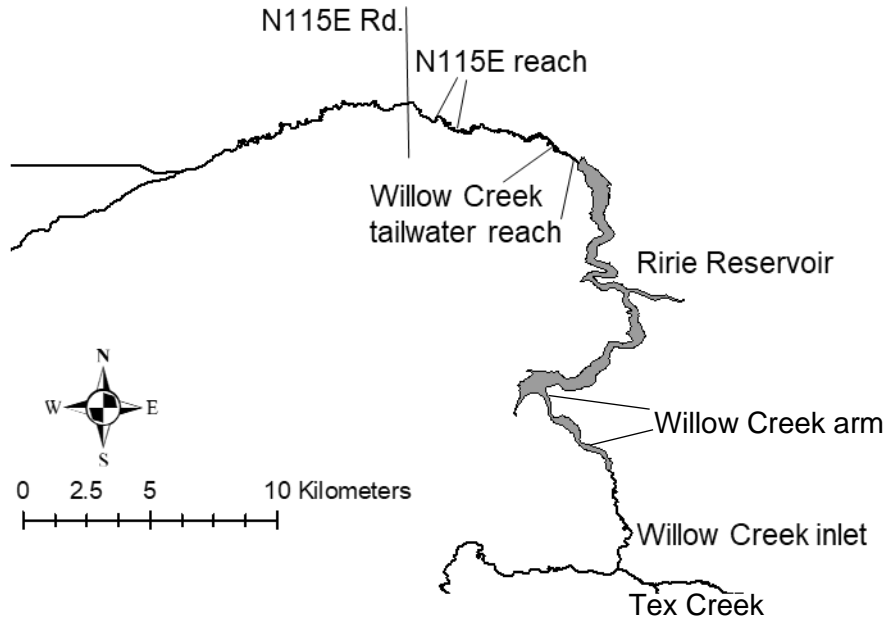 N115E Rd.
N115E reach
Willow Creek
tailwater reach
Ririe Reservoir
N
W E
S
Willow Creek arm
0 2.5 5 10 Kilometers
Willow Creek inlet
Tex Creek